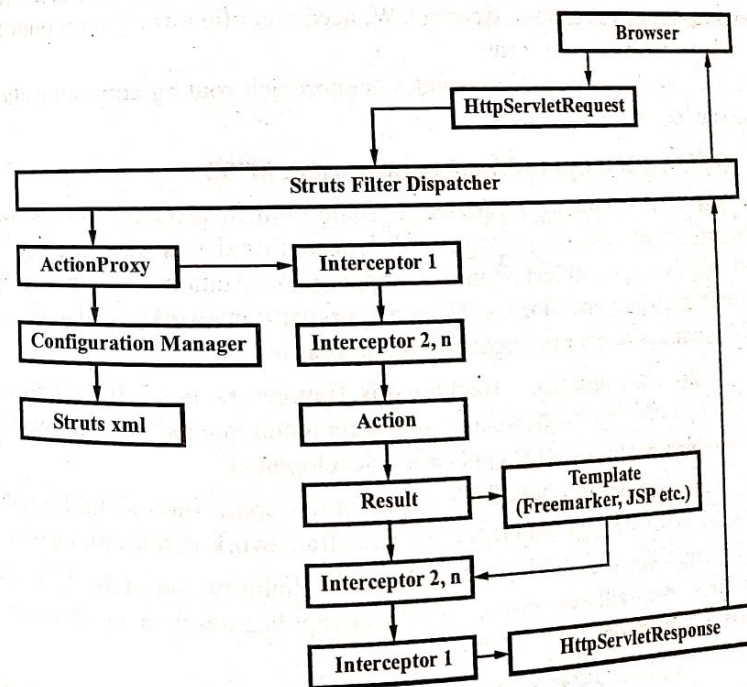 Browser
HttpServletRequest
Struts Filter Dispatcher
ActionProxy
Interceptor 1
Configuration Manager
Interceptor 2, n
Struts xml
Action
Result
Template
(Freemarker, JSP etc.)
Interceptor 2, n
Interceptor 1
HttpServletResponse